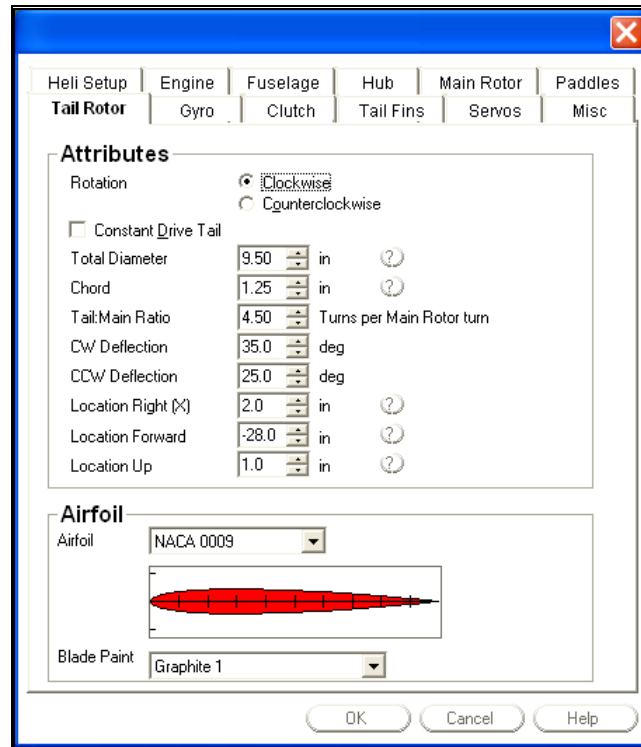 Heli Setup Engine Fuselage Hub Main Rotor Paddles
Tail Rotor Gyro Clutch Tail Fins Servos Misc
Attributes
Rotation Clockwise
Counterclockwise
Constant Drive Tail
Total Diameter 9.50 in ?
Chord 1.25 in ?
Tail:Main Ratio 4.50 Turns per Main Rotor turn
CW Deflection 35.0 deg
CCW Deflection 25.0 deg
Location Right (X) 2.0 in ?
Location Forward -28.0 in ?
Location Up 1.0 in ?
Airfoil
Airfoil NACA 0009
Blade Paint Graphite 1
OK Cancel Help